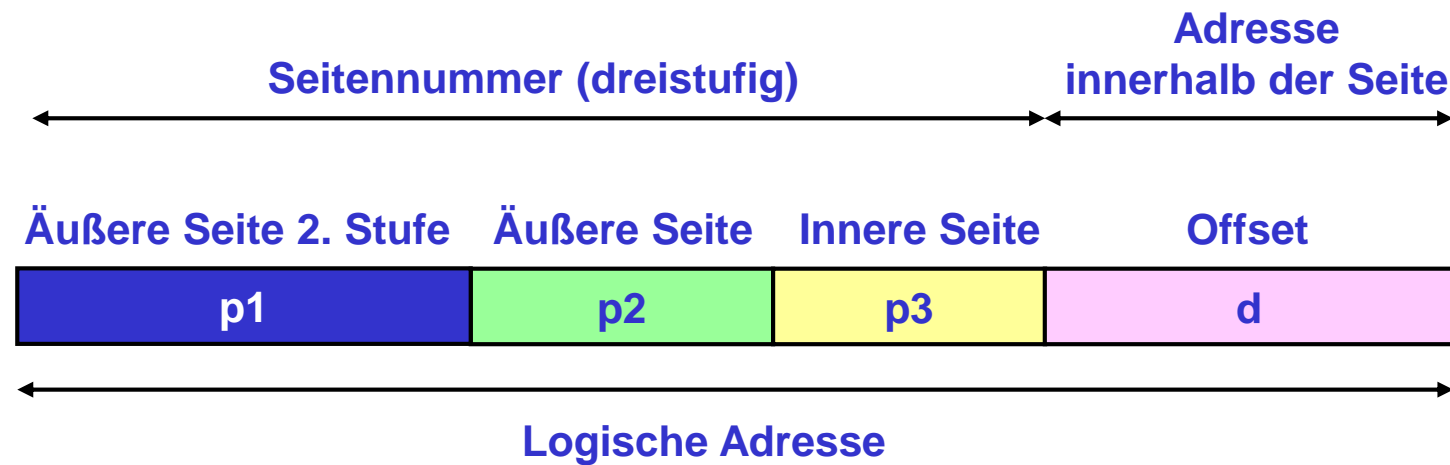 Seitennummer (dreistufig)
Adresse
innerhalb der Seite
Äußere Seite 2. Stufe
Äußere Seite
Innere Seite
Offset
p1
p2
p3
d
Logische Adresse